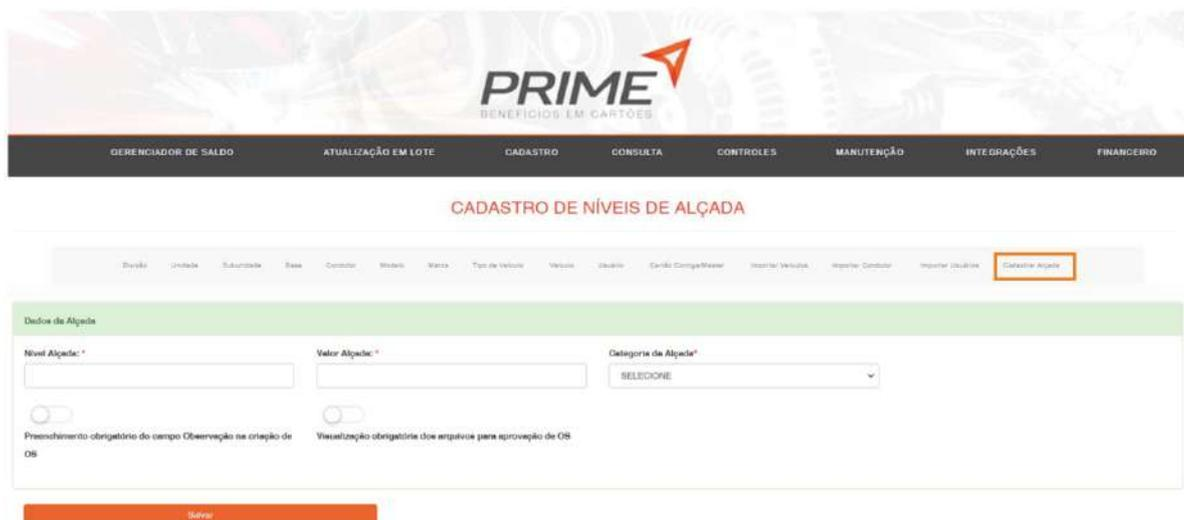 PRIME
BENEFÍCIOS EM CARTÕES
GERENCIADOR DE SALDO ATUALIZAÇÃO EM LOTE CADASTRO CONSULTA CONTROLES MANUTENÇÃO INTEGRAÇÕES FINANCEIRO
CADASTRO DE NÍVEIS DE ALÇADA
Divisão Unidade Subunidade Base Condutor Modelo Marca Tipo de Veículo Veículo Usuário Cartão Coringa/Master Importar Veículos Importar Condutor Importar Usuários Cadastrar Alçada
Dados da Alçada
Nível Alçada: * Valor Alçada: * Categoria da Alçada*
SELECIONE
Preenchimento obrigatório do campo Observação na criação de Visualização obrigatória dos arquivos para aprovação de OS
OS
Salvar